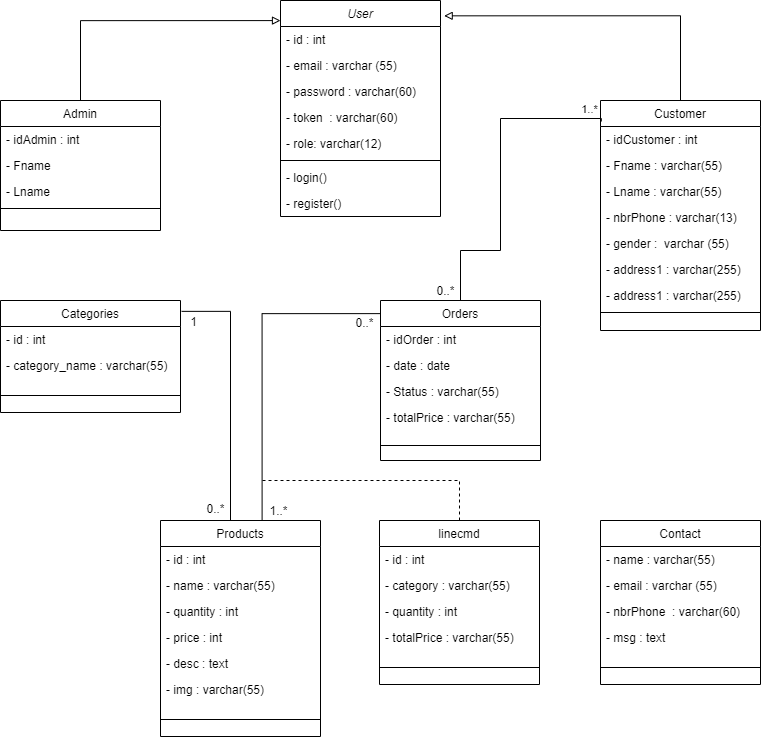 User
- id : int
- email : varchar (55)
- password : varchar(60)
- token  : varchar(60)
- role: varchar(12)
- login()
- register()
Admin
- idAdmin : int
- Fname
- Lname
1..*
Customer
- idCustomer : int
- Fname : varchar(55)
- Lname : varchar(55)
- nbrPhone : varchar(13)
- gender :  varchar (55)
- address1 : varchar(255)
- address1 : varchar(255)
Categories
- id : int
- category_name : varchar(55)
1
0..*
0..*
Orders
- idOrder : int
- date : date
- Status : varchar(55)
- totalPrice : varchar(55)
0..*
1..*
Products
- id : int
- name : varchar(55)
- quantity : int
- price : int
- desc : text
- img : varchar(55)
linecmd
- id : int
- category : varchar(55)
- quantity : int
- totalPrice : varchar(55)
Contact
- name : varchar(55)
- email : varchar (55)
- nbrPhone  : varchar(60)
- msg : text